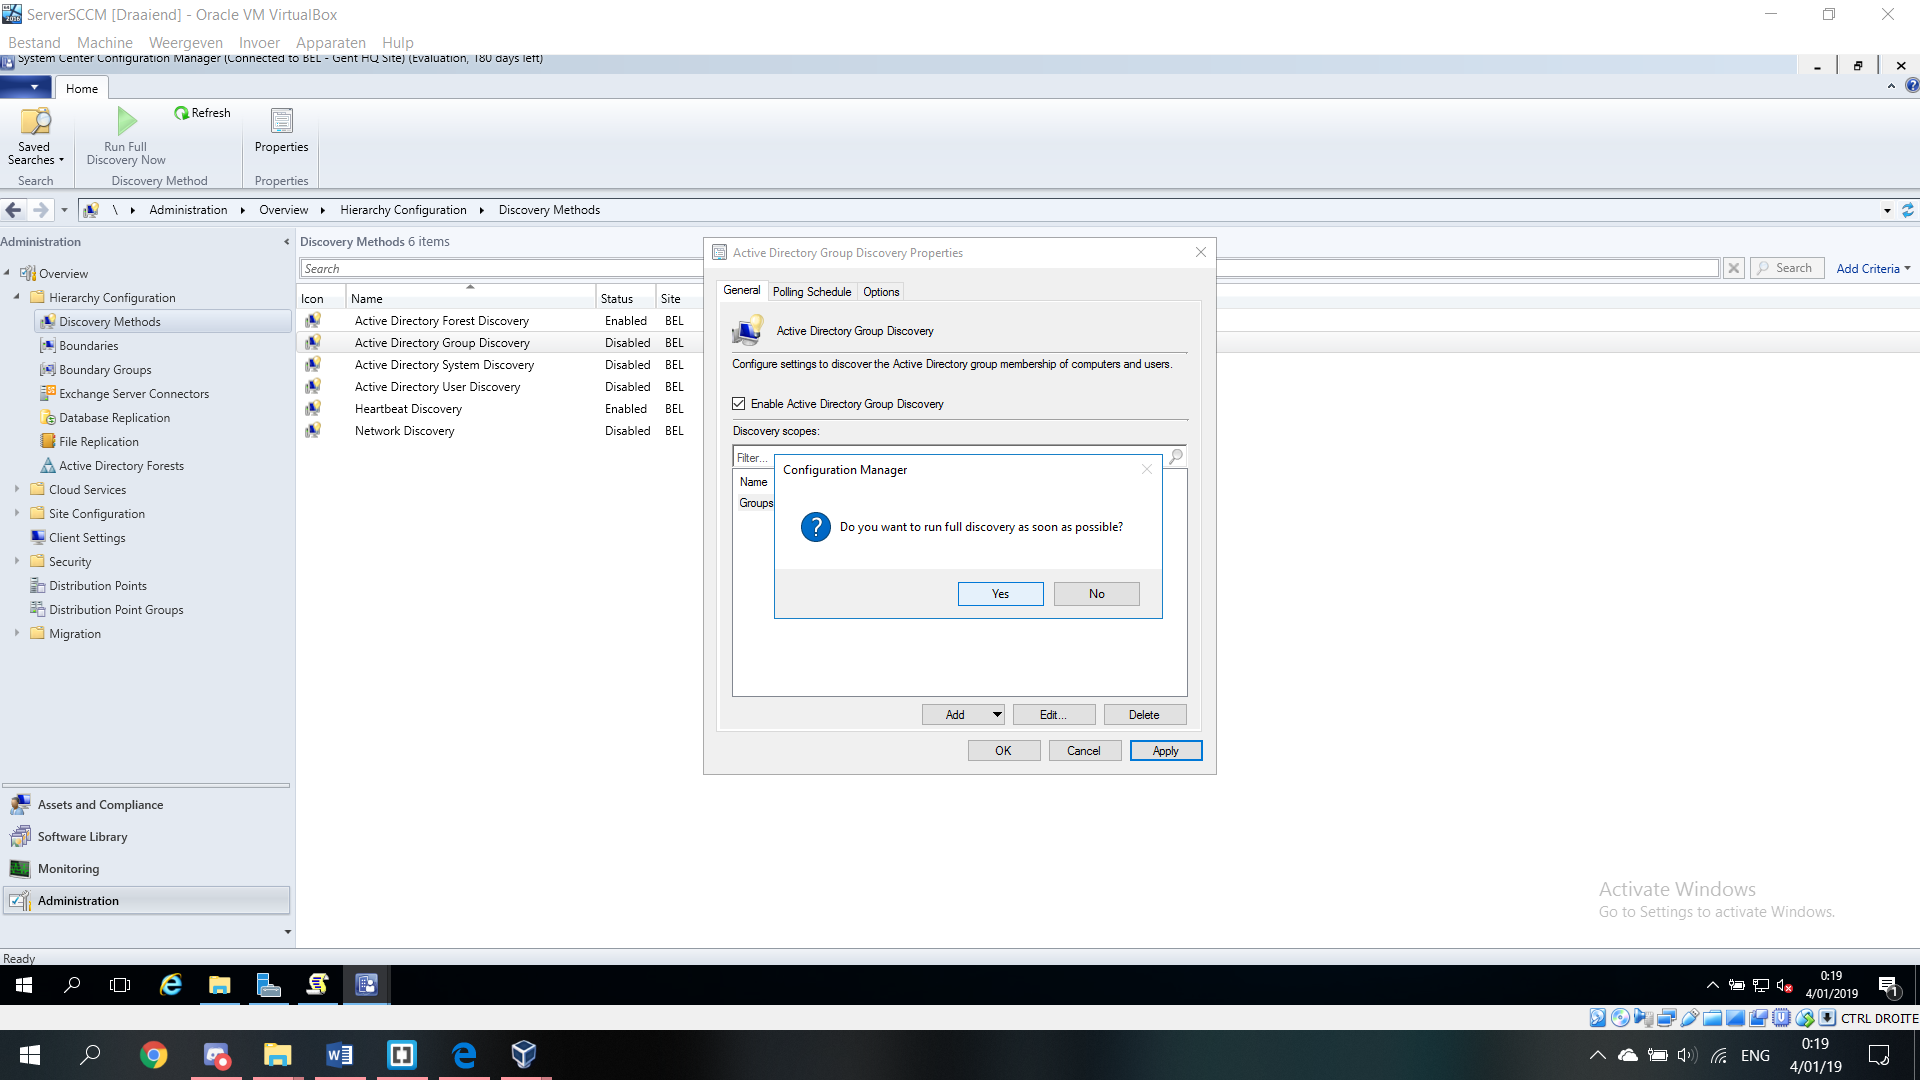 ServerSCCM [Draaiend] - Oracle VM VirtualBox
Bestand Machine Weergeven Invoer Apparaten Hulp
System Center Configuration Manager (Connected to BEL - Gent HQ Site) (Evaluation, 180 days left)
Home
Saved Searches
Run Full Discovery Now
Refresh
Properties
Search
Discovery Method
Properties
\ Administration Overview Hierarchy Configuration Discovery Methods
Administration
Overview
Hierarchy Configuration
Discovery Methods
Boundaries
Boundary Groups
Exchange Server Connectors
Database Replication
File Replication
Active Directory Forests
Cloud Services
Site Configuration
Client Settings
Security
Distribution Points
Distribution Point Groups
Migration
Assets and Compliance
Software Library
Monitoring
Administration
Discovery Methods 6 items
Search
Search
Add Criteria
Icon Name Status Site
Active Directory Forest Discovery Enabled BEL
Active Directory Group Discovery Disabled BEL
Active Directory System Discovery Disabled BEL
Active Directory User Discovery Disabled BEL
Heartbeat Discovery Enabled BEL
Network Discovery Disabled BEL
Active Directory Group Discovery Properties
General Polling Schedule Options
Active Directory Group Discovery
Configure settings to discover the Active Directory group membership of computers and users.
Enable Active Directory Group Discovery
Discovery scopes:
Filter...
Name
Groups
Configuration Manager
Do you want to run full discovery as soon as possible?
Yes No
Add Edit... Delete
OK Cancel Apply
Activate Windows
Go to Settings to activate Windows.
Ready
0:19
4/01/2019
1
CTRL DROITE
ENG
0:19
4/01/19